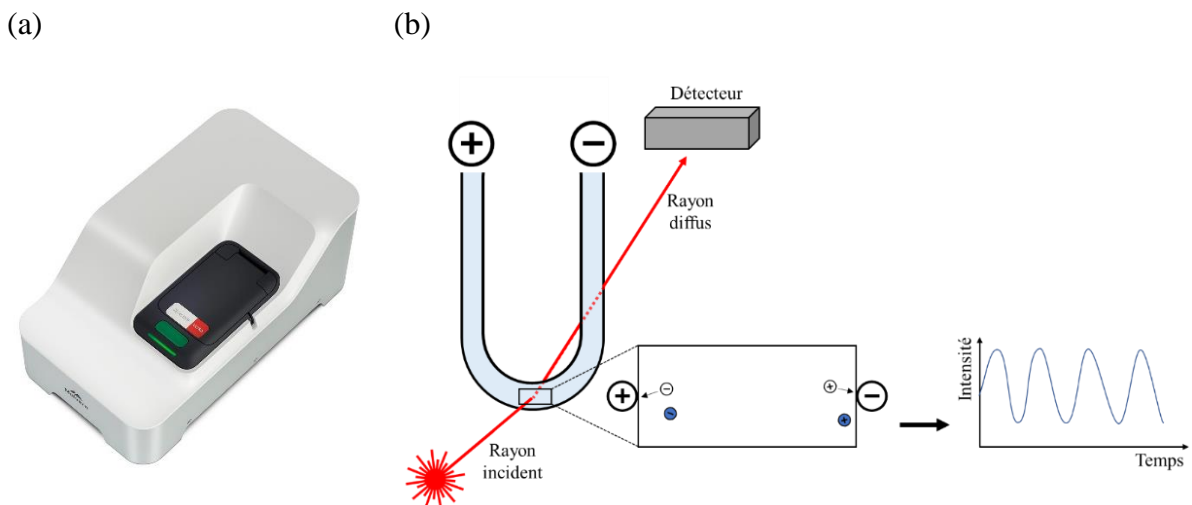 (a)
(b)
Détecteur
+
−
Rayon
diffus
+
−
−
+
−
+
Rayon
incident
Intensité
Temps